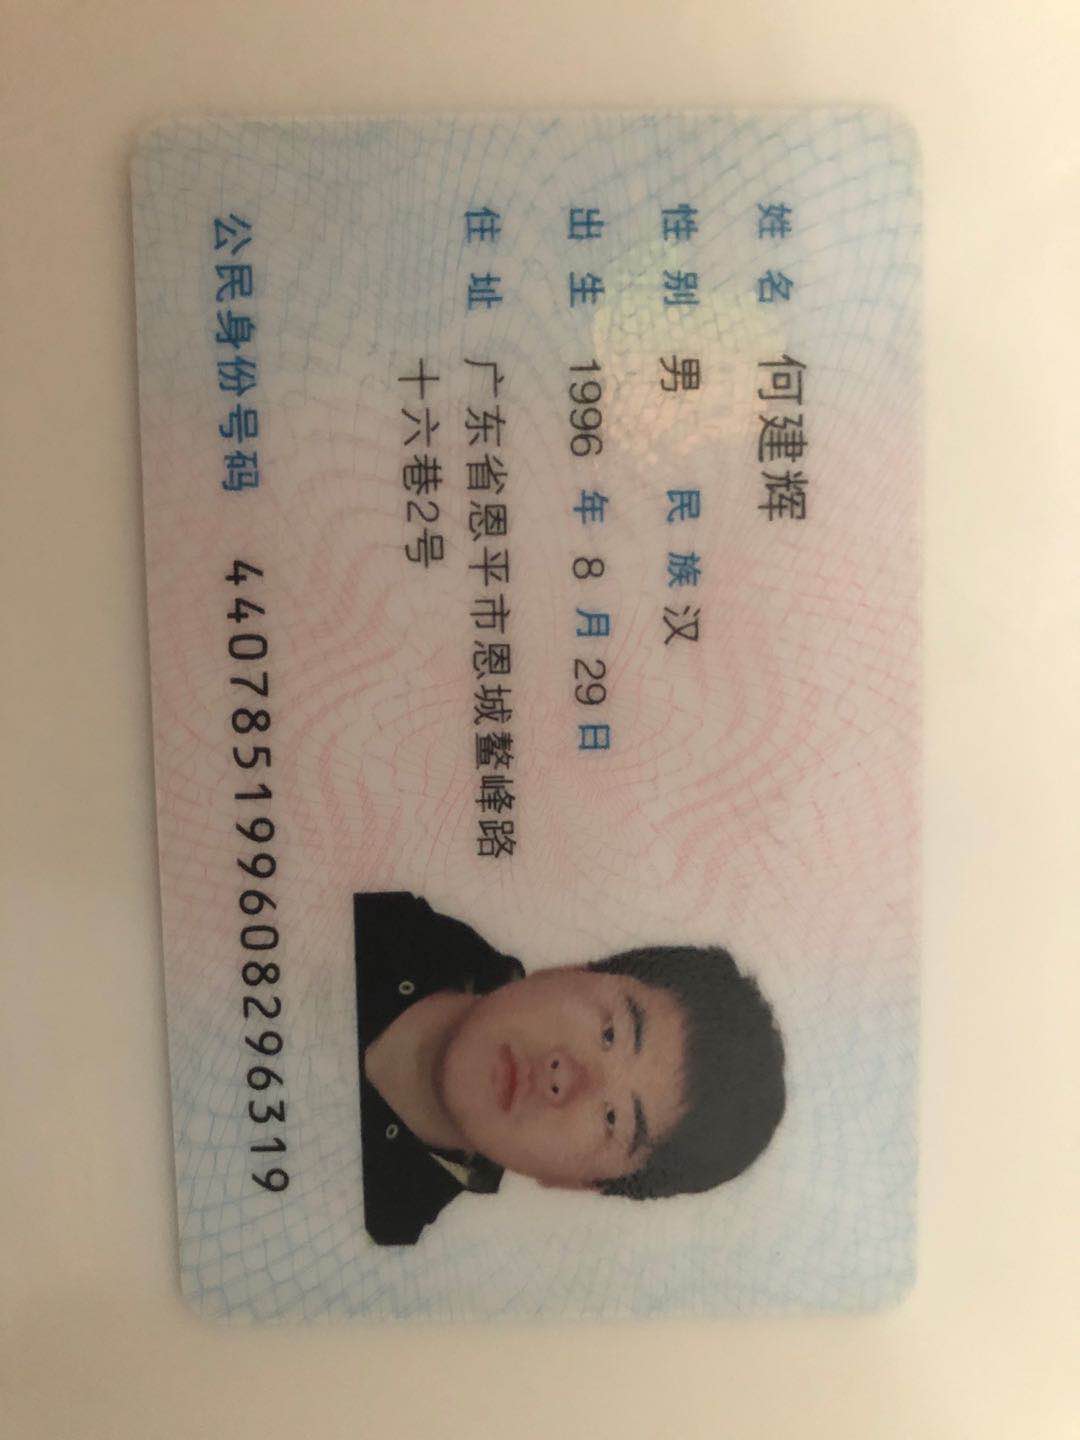 姓名 何建辉
性别 男 民族 汉
出生 1996 年 8 月 29 日
住址 广东省恩平市恩城鳌峰路
十六巷2号
公民身份号码 440785199608296319